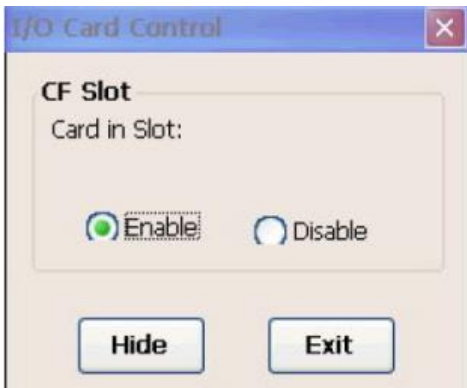 I/O Card Control
CF Slot
Card in Slot:
Enable Disable
Hide Exit